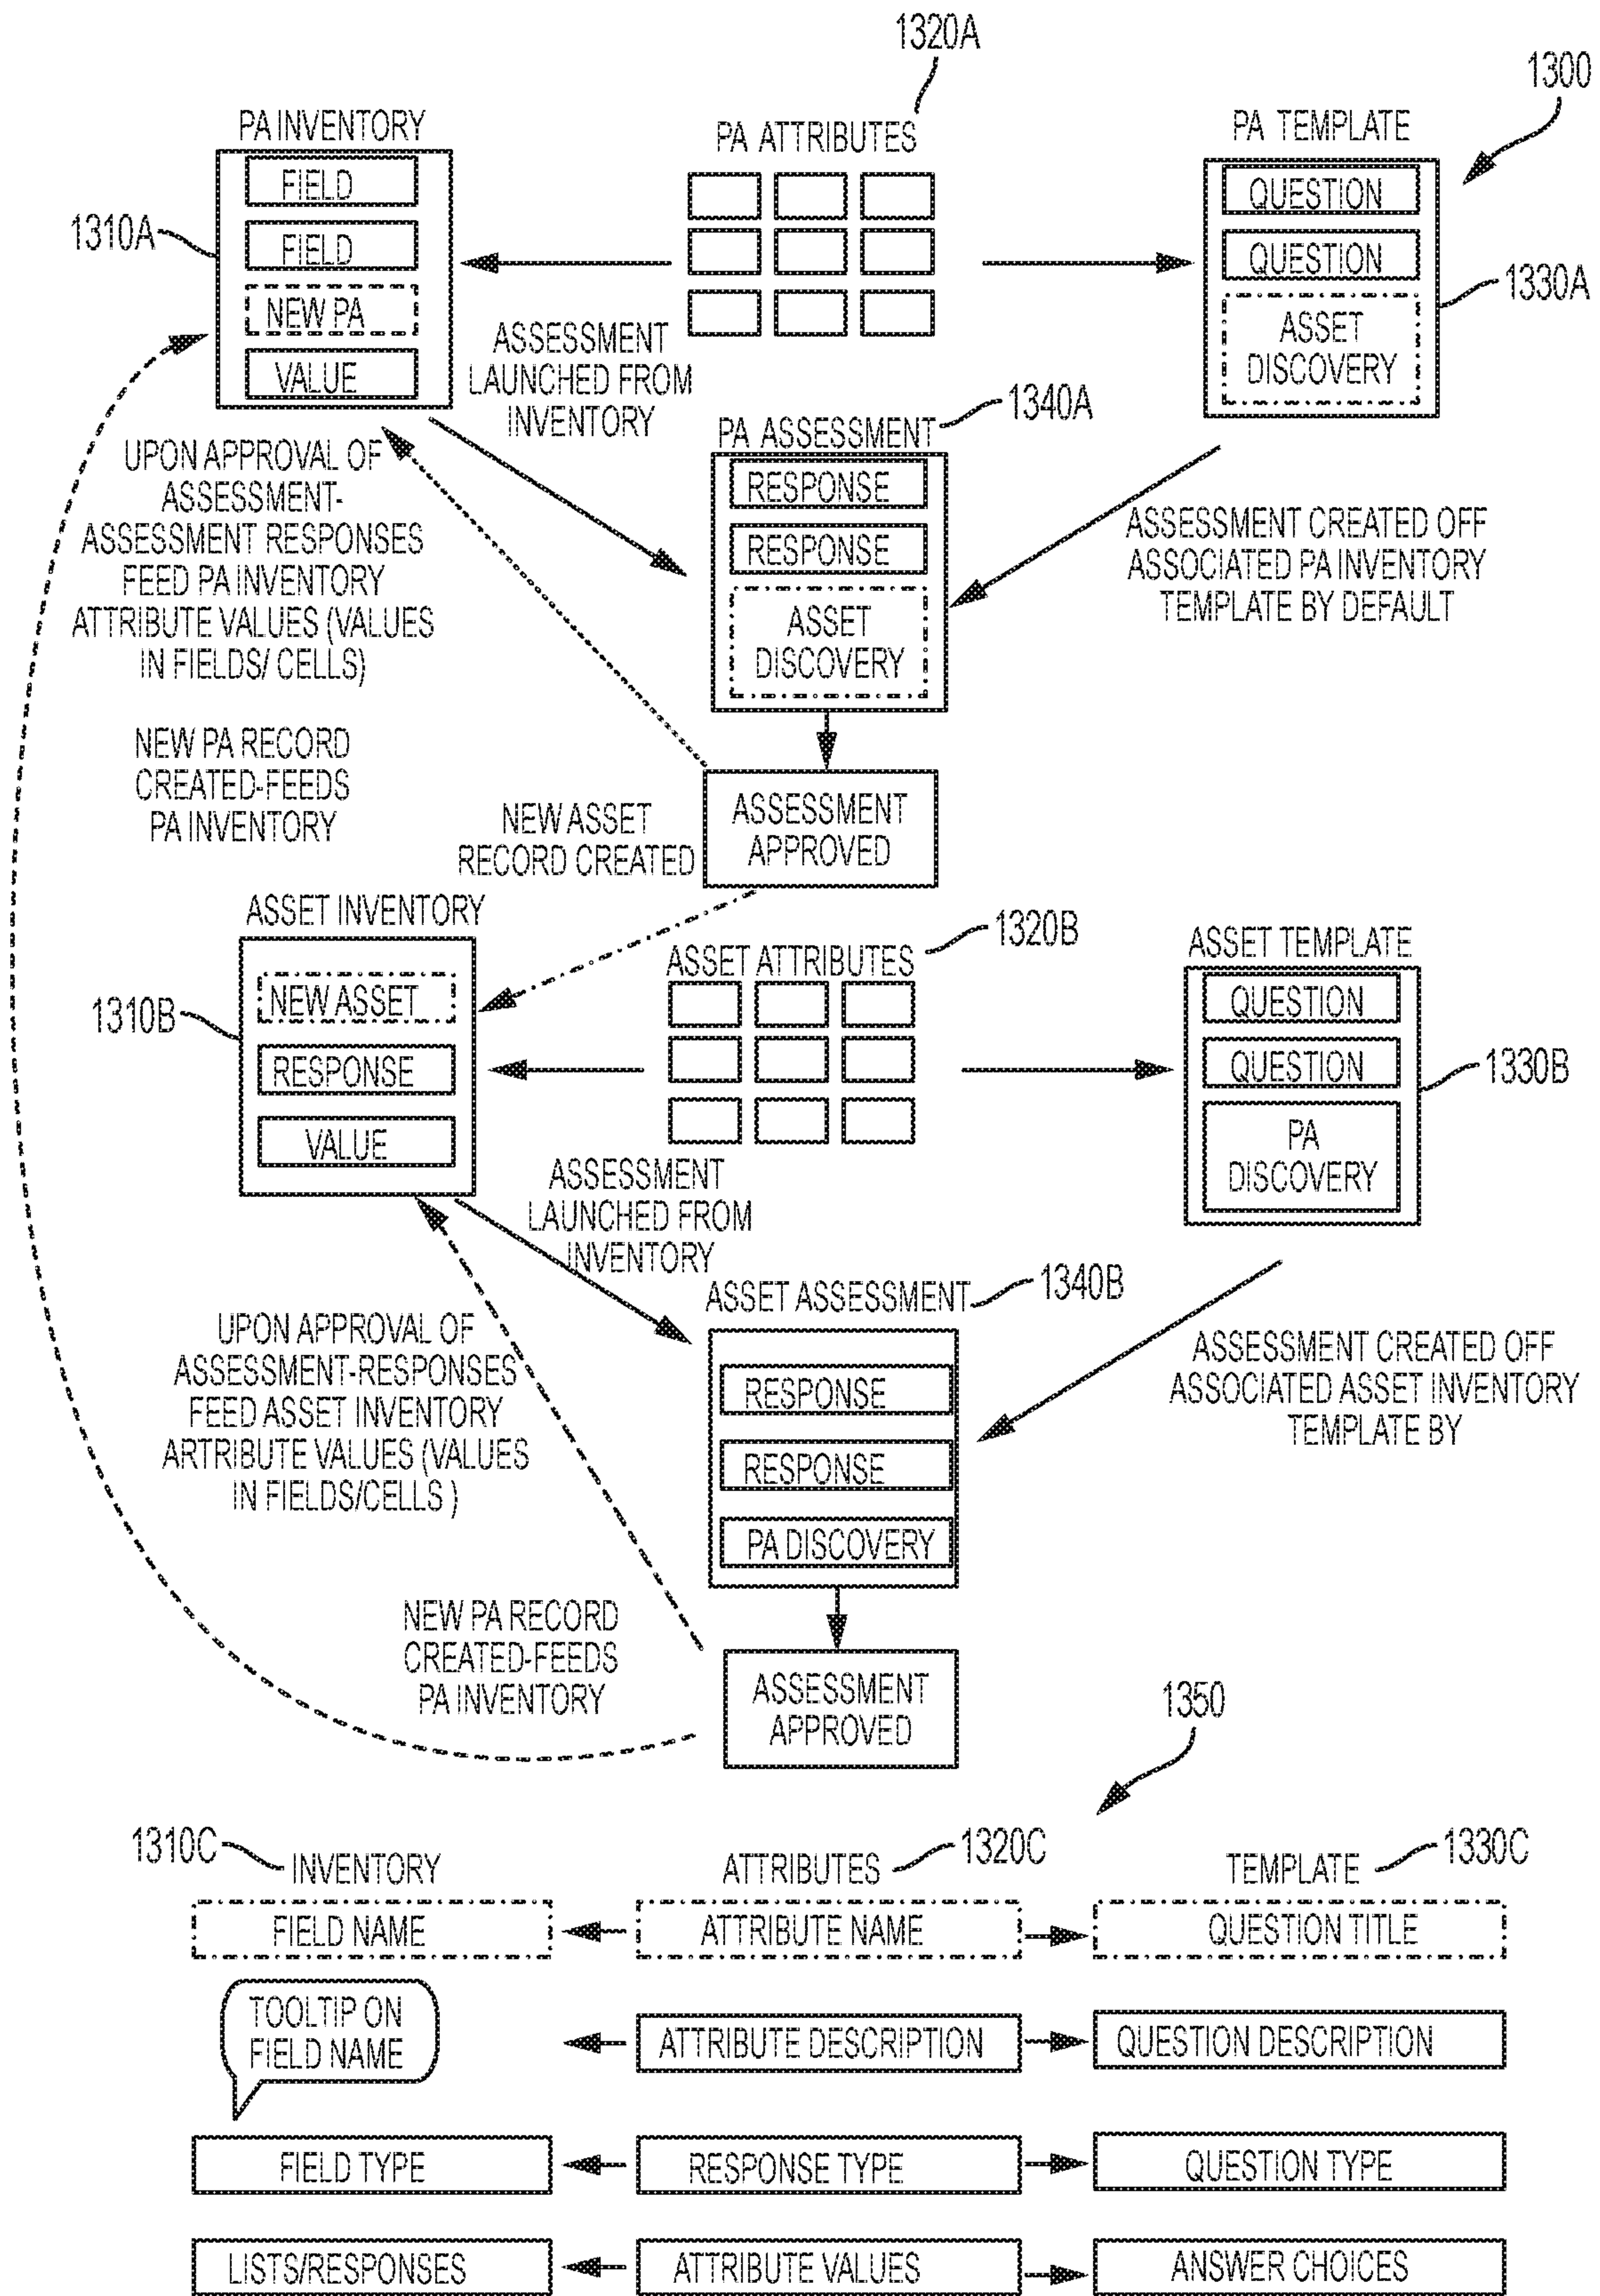 1320A
1300
PA INVENTORY
PA ATTRIBUTES
PA TEMPLATE
FIELD
QUESTION
1310A
FIELD
QUESTION
1330A
NEW PA
ASSET
DISCOVERY
VALUE
ASSESSMENT
LAUNCHED FROM
INVENTORY
1340A
PA ASSESSMENT
UPON APPROVAL OF
ASSESSMENT-
ASSESSMENT RESPONSES
FEED PA INVENTORY
ATTRIBUTE VALUES (VALUES
IN FIELDS/ CELLS)
RESPONSE
RESPONSE
ASSET
DISCOVERY
ASSESSMENT CREATED OFF
ASSOCIATED PA INVENTORY
TEMPLATE BY DEFAULT
NEW PA RECORD
CREATED-FEEDS
PA INVENTORY
NEW ASSET
RECORD CREATED
ASSESSMENT
APPROVED
ASSET INVENTORY
1320B
ASSET ATTRIBUTES
ASSET TEMPLATE
NEW ASSET
QUESTION
1310B
RESPONSE
QUESTION
1330B
VALUE
PA
DISCOVERY
ASSESSMENT
LAUNCHED FROM
INVENTORY
ASSET ASSESSMENT
1340B
UPON APPROVAL OF
ASSESSMENT-RESPONSES
FEED ASSET INVENTORY
ARTRIBUTE VALUES (VALUES
IN FIELDS/CELLS )
RESPONSE
RESPONSE
PA DISCOVERY
ASSESSMENT CREATED OFF
ASSOCIATED ASSET INVENTORY
TEMPLATE BY
NEW PA RECORD
CREATED-FEEDS
PA INVENTORY
ASSESSMENT
APPROVED
1350
1310C
1320C
1330C
INVENTORY
ATTRIBUTES
TEMPLATE
FIELD NAME
ATTRIBUTE NAME
QUESTION TITLE
TOOLTIP ON
FIELD NAME
ATTRIBUTE DESCRIPTION
QUESTION DESCRIPTION
FIELD TYPE
RESPONSE TYPE
QUESTION TYPE
LISTS/RESPONSES
ATTRIBUTE VALUES
ANSWER CHOICES